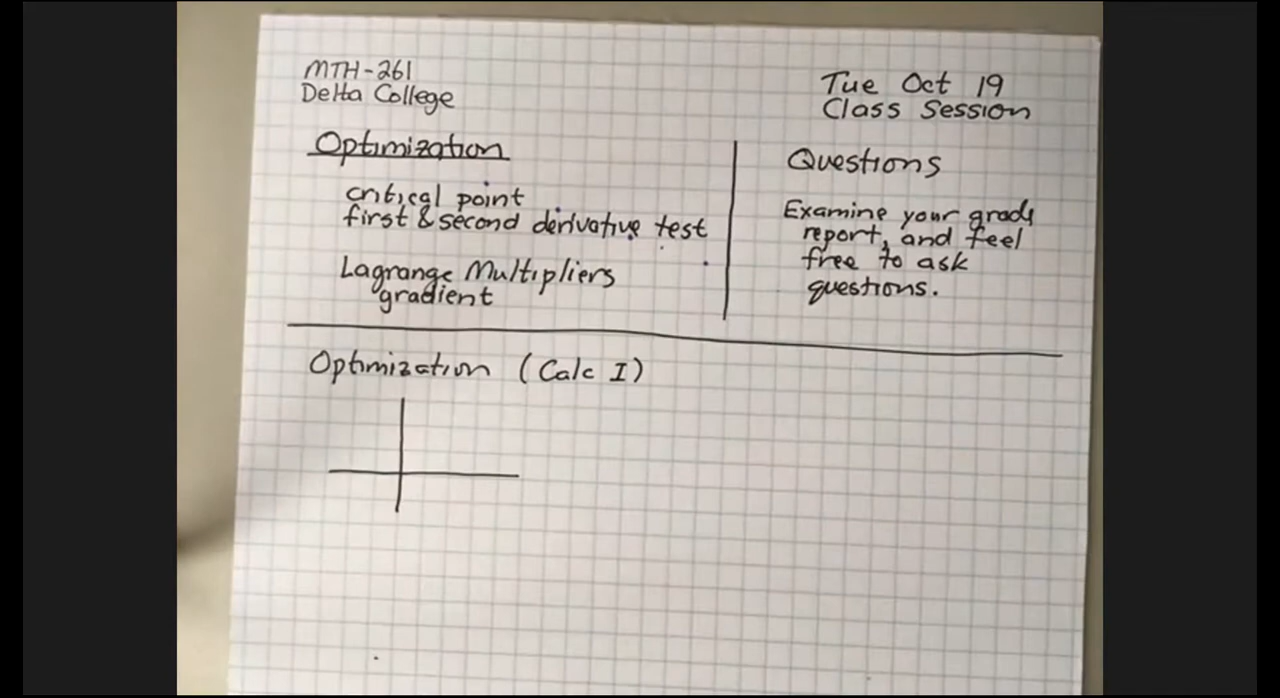 MTH-261
Delta College
Tue Oct 19
Class Session
Optimization
critical point
first & second derivative test
Lagrange Multipliers
gradient
Questions
Examine your grade
report, and feel
free to ask
questions.
Optimization (Calc I)